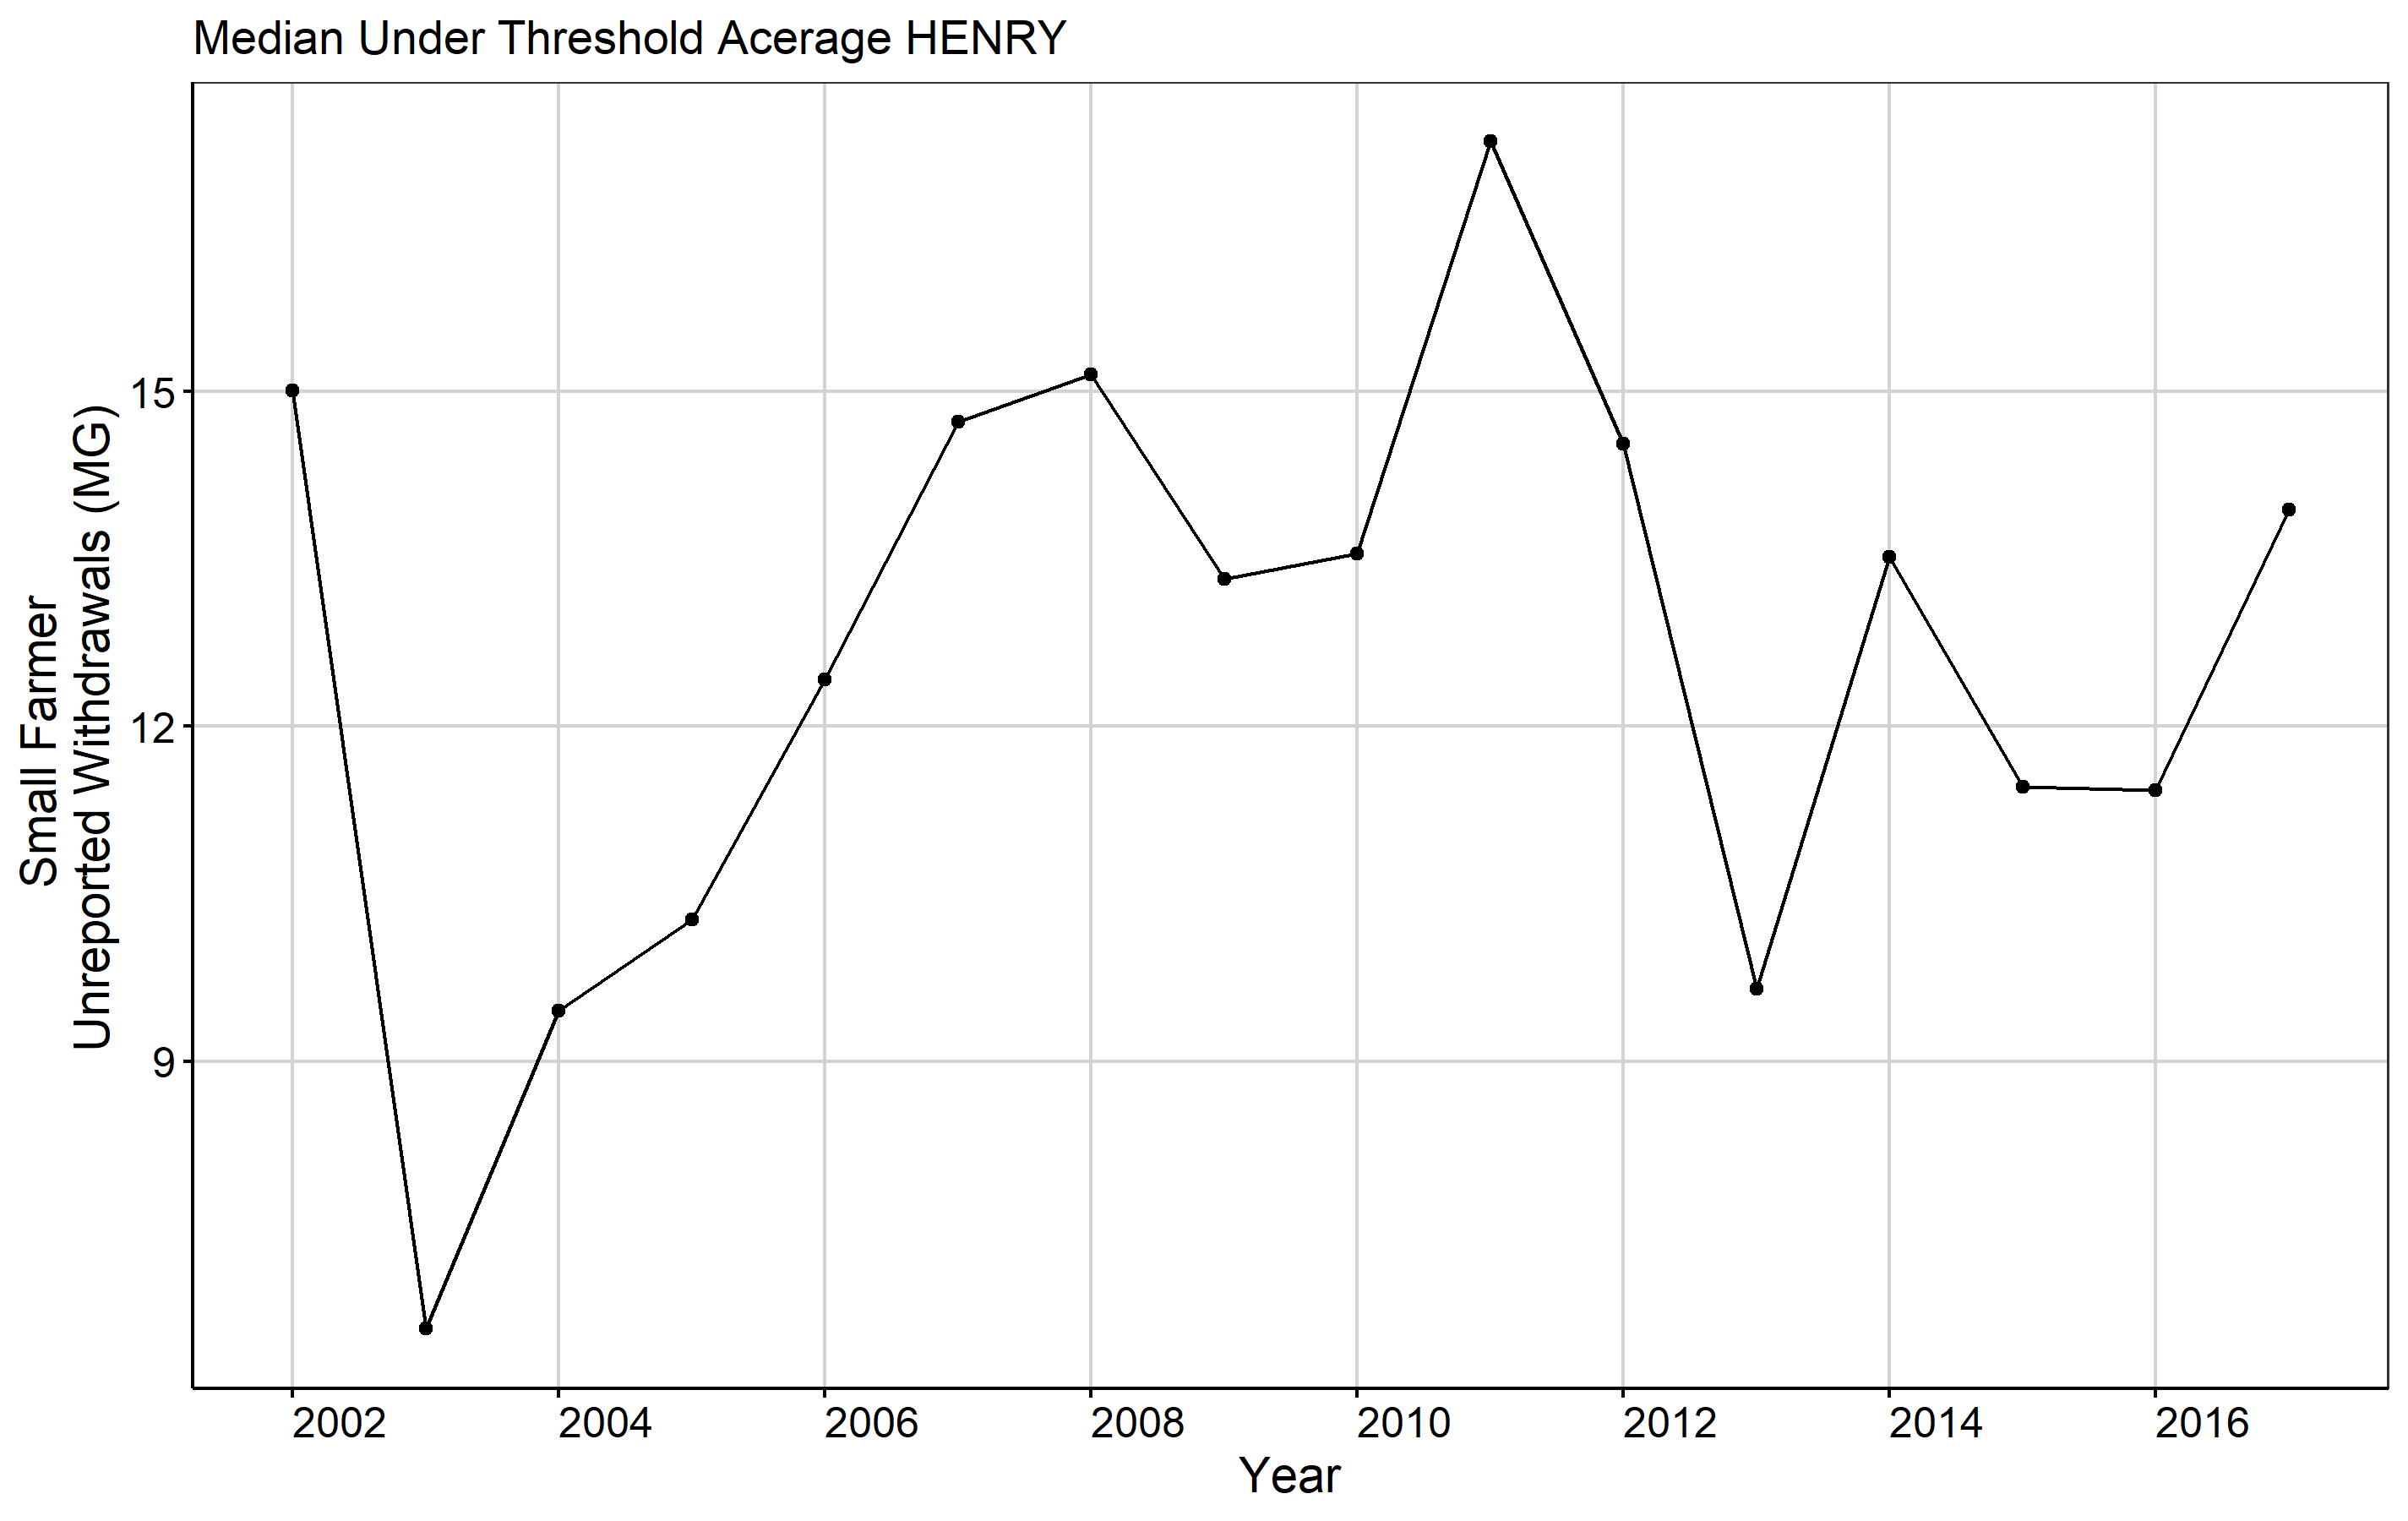 Median Under Threshold Acerage HENRY
Small Farmer
Unreported Withdrawals (MG)
15
12
9
2002 2004 2006 2008 2010 2012 2014 2016
Year